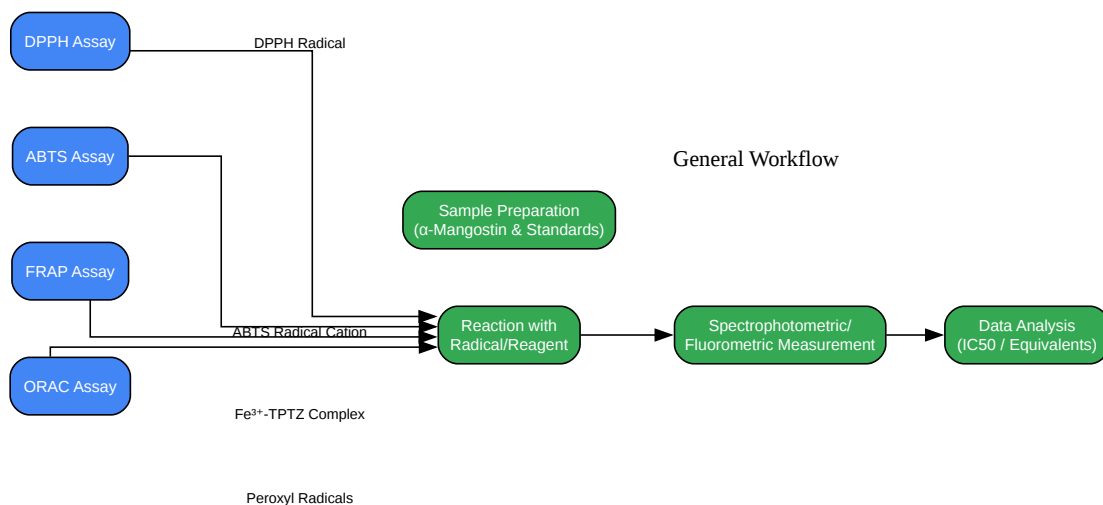 DPPH Assay
DPPH Radical
ABTS Assay
General Workflow
Sample Preparation
(α-Mangostin & Standards)
FRAP Assay
ABTS Radical Cation
Reaction with
Radical/Reagent
Spectrophotometric/
Fluorometric Measurement
Data Analysis
(IC50 / Equivalents)
ORAC Assay
Fe³⁺-TPTZ Complex
Peroxyl Radicals